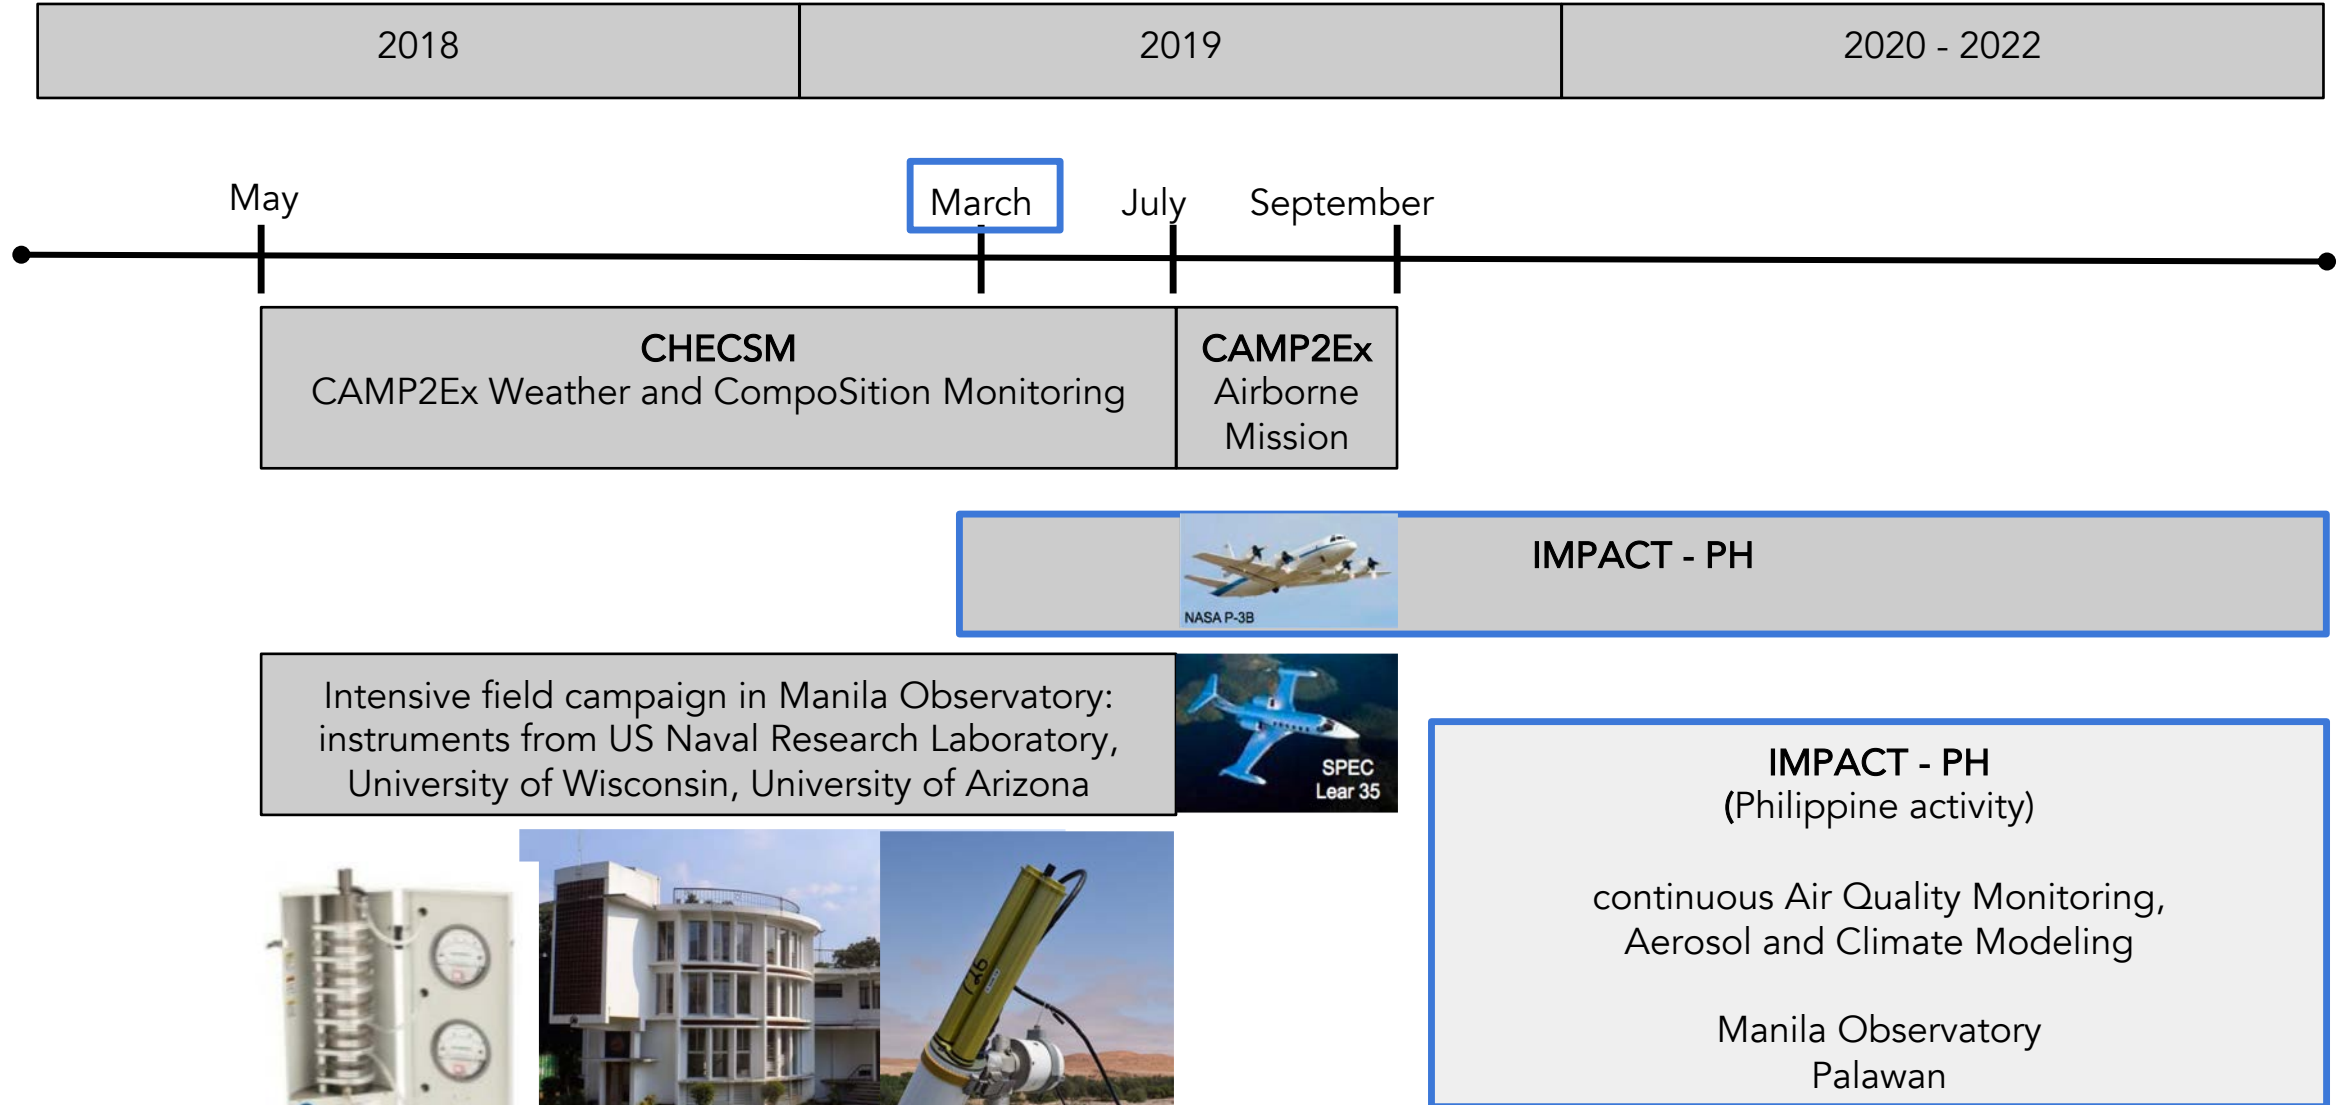 2018
2019
2020 - 2022
May
March
July
September
CHECSM
CAMP2Ex Weather and CompoSition Monitoring
CAMP2Ex
Airborne
Mission
NASA P-3B
IMPACT - PH
Intensive field campaign in Manila Observatory:
instruments from US Naval Research Laboratory,
University of Wisconsin, University of Arizona
SPEC
Lear 35
IMPACT - PH
(Philippine activity)
continuous Air Quality Monitoring,
Aerosol and Climate Modeling
Manila Observatory
Palawan